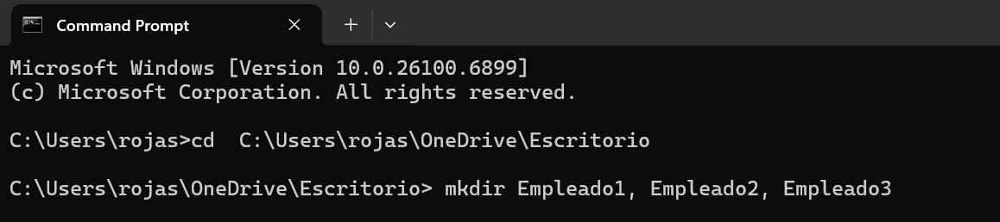 Command Prompt
Microsoft Windows [Version 10.0.26100.6899]
(c) Microsoft Corporation. All rights reserved.
C:\Users\rojas>cd  C:\Users\rojas\OneDrive\Escritorio
C:\Users\rojas\OneDrive\Escritorio> mkdir Empleado1, Empleado2, Empleado3